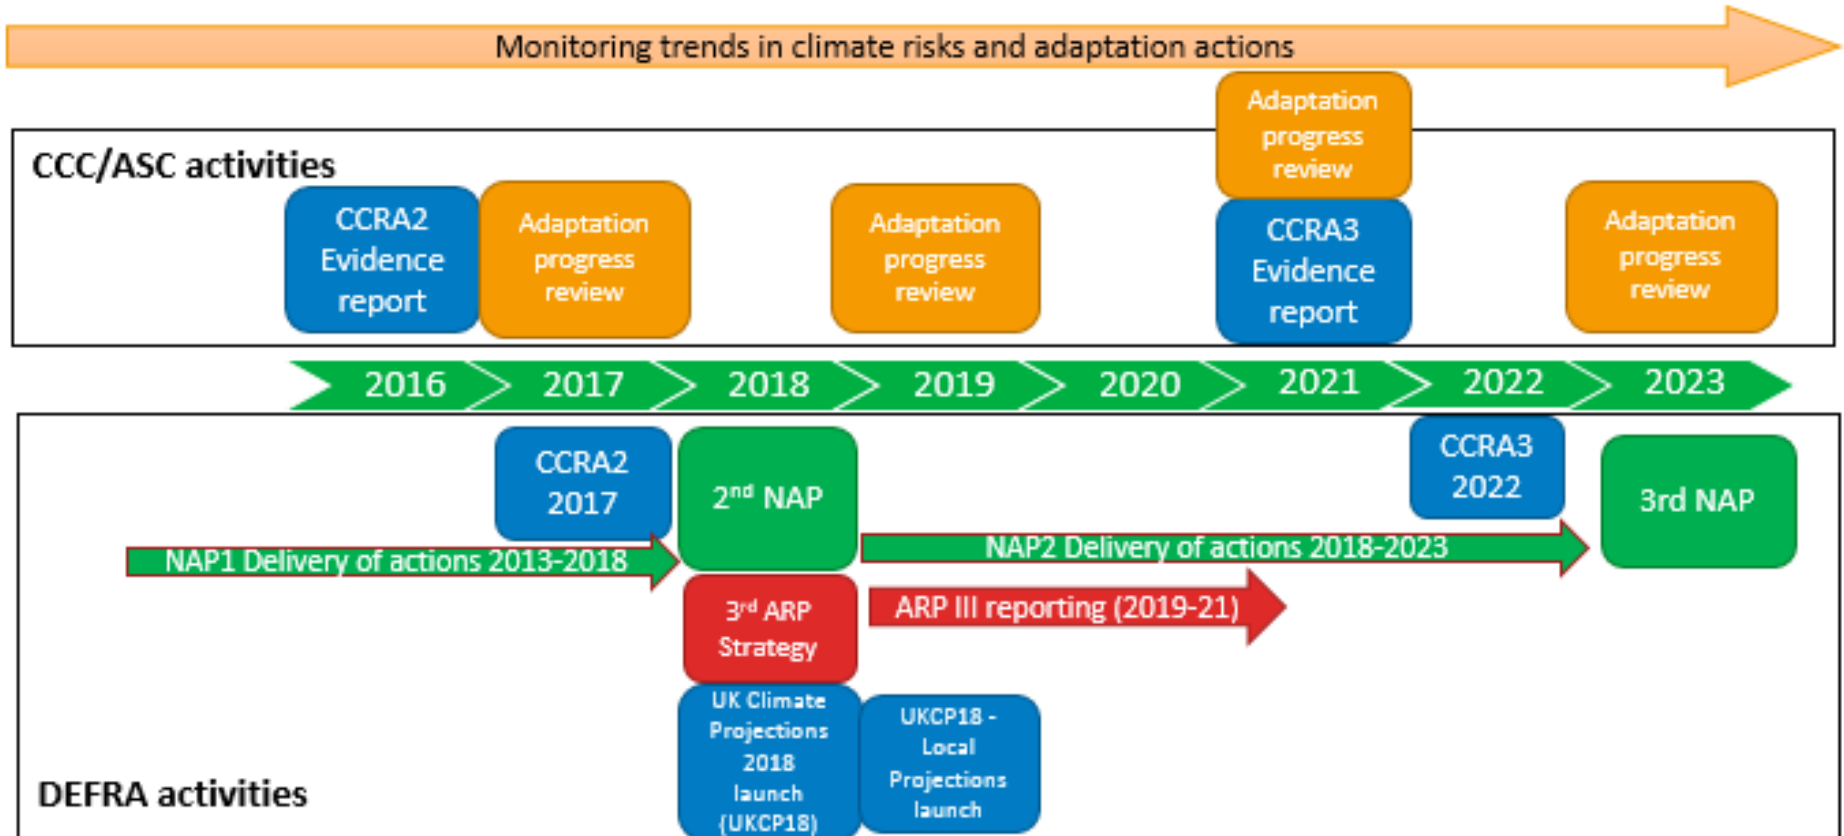 Monitoring trends in climate risks and adaptation actions
CCC/ASC activities
CCRA2
Evidence
report
Adaptation
progress
review
Adaptation
progress
review
Adaptation
progress
review
CCRA3
Evidence
report
Adaptation
progress
review
2016
2017
2018
2019
2020
2021
2022
2023
CCRA2
2017
2nd NAP
CCRA3
2022
3rd NAP
NAP1 Delivery of actions 2013-2018
NAP2 Delivery of actions 2018-2023
3rd ARP
Strategy
ARP III reporting (2019-21)
UK Climate
Projections
2018
launch
(UKCP18)
UKCP18 -
Local
Projections
launch
DEFRA activities